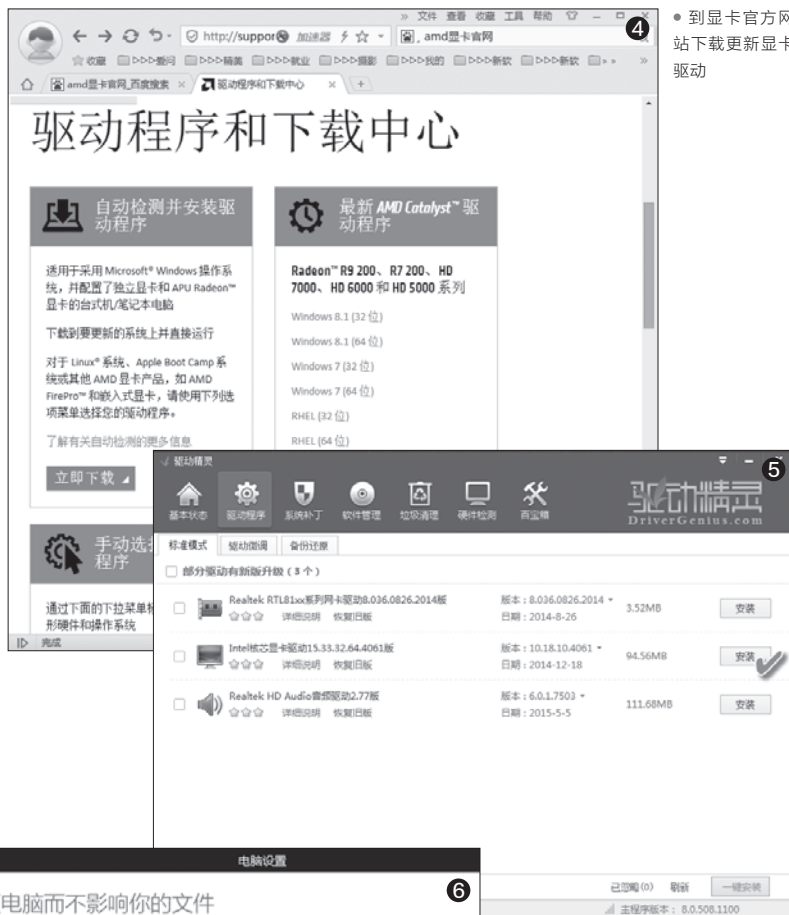 » 文件 查看 收藏 工具 帮助
④
http://suppor 加速器
amd显卡官网
收藏 >>>爱问 >>>精美 >>>就业 >>>摄影 >>>我的 >>>新软 >>>新软
amd显卡官网_百度搜索 × 驱动程序和下载中心 ×
驱动程序和下载中心
自动检测并安装驱
动程序
适用于采用 Microsoft® Windows 操作系
统，并配置了独立显卡和 APU Radeon™
显卡的台式机/笔记本电脑
下载到要更新的系统上并直接运行
对于 Linux® 系统、Apple Boot Camp 系
统或其他 AMD 显卡产品，如 AMD
FirePro™ 和嵌入式显卡，请使用下列选
项菜单选择您的驱动程序。
了解有关自动检测的更多信息
立即下载
最新 AMD Catalyst™ 驱
动程序
Radeon™ R9 200、R7 200、HD
7000、HD 6000 和 HD 5000 系列
Windows 8.1 (32 位)
Windows 8.1 (64 位)
Windows 7 (32 位)
Windows 7 (64 位)
RHEL (32 位)
RHEL (64 位)
手动选
程序
通过下面的下拉菜单
形硬件和操作系统
完成
● 到显卡官方网
站下载更新显卡
驱动
驱动精灵
⑤
基本状态 驱动程序 系统补丁 软件管理 垃圾清理 硬件检测 百宝箱
驱动精灵
DriverGenius.com
标准模式 驱动微调 备份还原
部分驱动有新版升级（3 个）
Realtek RTL81xx系列网卡驱动8.036.0826.2014版
详细说明 恢复旧版
版本：8.036.0826.2014
日期：2014-8-26
3.52MB
安装
Intel核芯显卡驱动15.33.32.64.4061版
详细说明 恢复旧版
版本：10.18.10.4061
日期：2014-12-18
94.56MB
安装
Realtek HD Audio音频驱动2.77版
详细说明 恢复旧版
版本：6.0.1.7503
日期：2015-5-5
111.68MB
安装
已忽略(0) 刷新 一键安装
主程序版本：8.0.508.1100
电脑设置
⑥
电脑而不影响你的文件